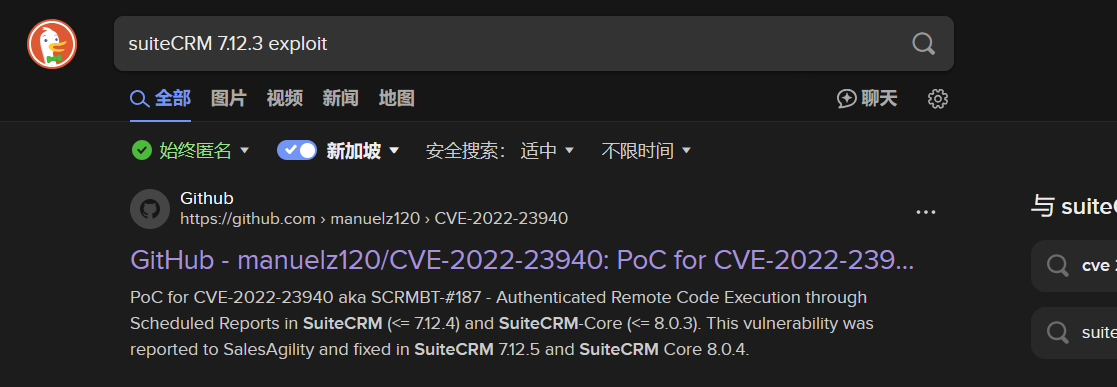 suiteCRM 7.12.3 exploit
全部 图片 视频 新闻 地图 聊天
始终匿名 新加坡 安全搜索： 适中 不限时间
Github
https://github.com › manuelz120 › CVE-2022-23940
GitHub - manuelz120/CVE-2022-23940: PoC for CVE-2022-239...
PoC for CVE-2022-23940 aka SCRMBT-#187 - Authenticated Remote Code Execution through
Scheduled Reports in SuiteCRM (<= 7.12.4) and SuiteCRM-Core (<= 8.0.3). This vulnerability was
reported to SalesAgility and fixed in SuiteCRM 7.12.5 and SuiteCRM Core 8.0.4.
与 suite
cve
suite